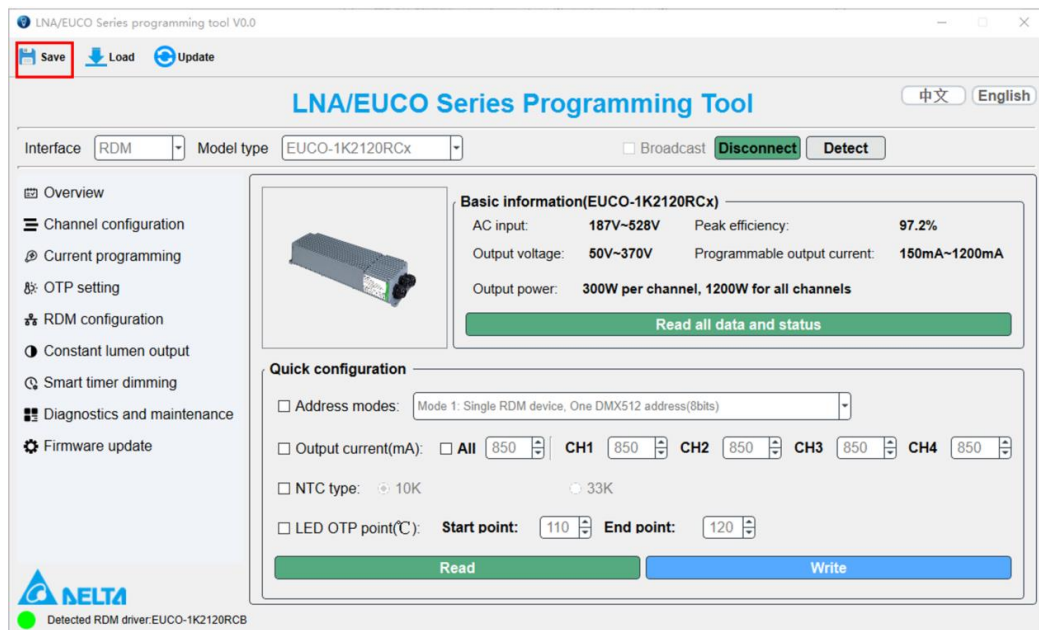 LNA/EUCO Series programming tool V0.0
Save Load Update
LNA/EUCO Series Programming Tool
中文 English
Interface RDM Model type EUCO-1K2120RCx Broadcast Disconnect Detect
Overview
Channel configuration
Current programming
OTP setting
RDM configuration
Constant lumen output
Smart timer dimming
Diagnostics and maintenance
Firmware update
Basic information(EUCO-1K2120RCx)
AC input: 187V~528V Peak efficiency: 97.2%
Output voltage: 50V~370V Programmable output current: 150mA~1200mA
Output power: 300W per channel, 1200W for all channels
Read all data and status
Quick configuration
Address modes: Mode 1: Single RDM device, One DMX512 address(8bits)
Output current(mA): All 850 CH1 850 CH2 850 CH3 850 CH4 850
NTC type: 10K 33K
LED OTP point(℃): Start point: 110 End point: 120
Read Write
DELTA
Detected RDM driver:EUCO-1K2120RCB